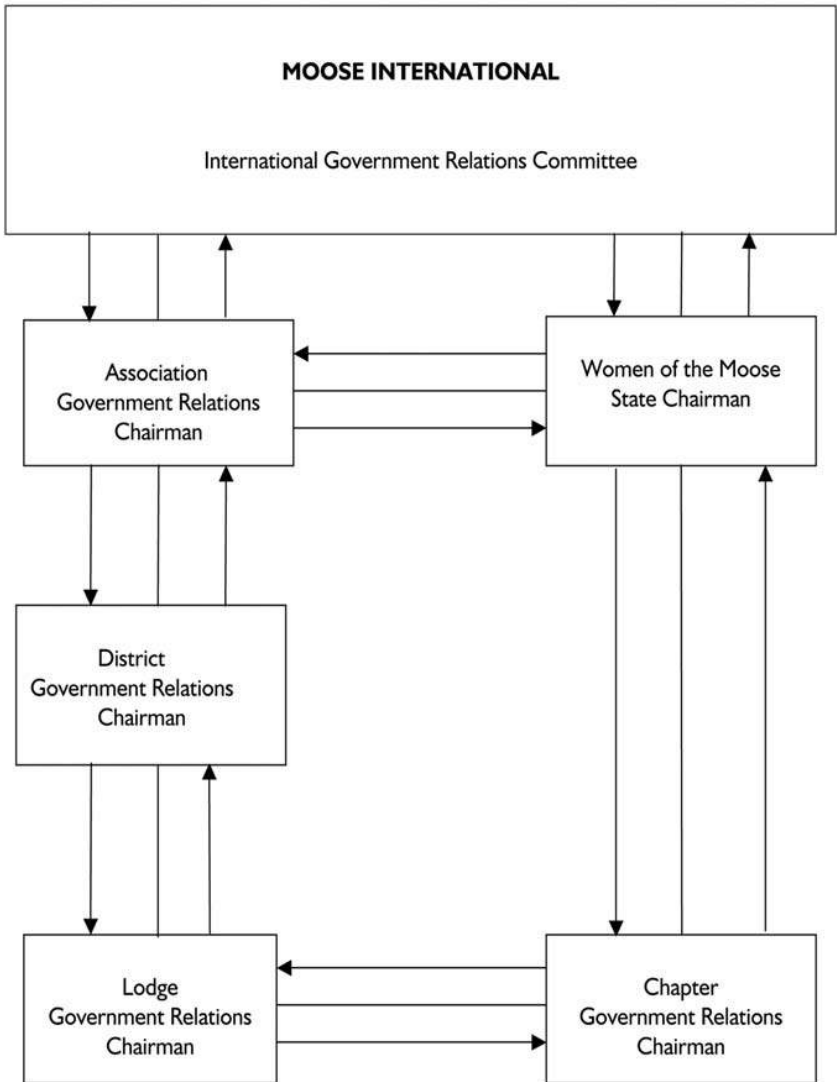 MOOSE INTERNATIONAL
International Government Relations Committee
Association
Government Relations
Chairman
Women of the Moose
State Chairman
District
Government Relations
Chairman
Lodge
Government Relations
Chairman
Chapter
Government Relations
Chairman